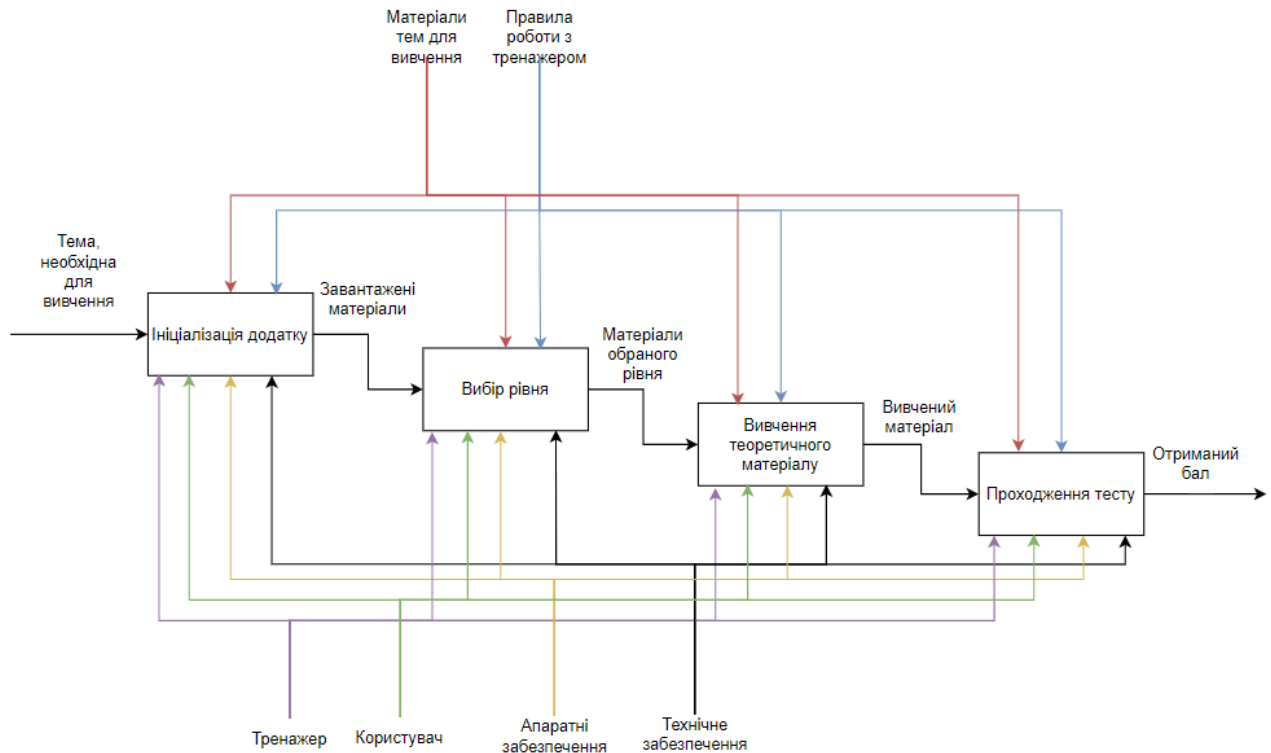 Матеріали
тем для
вивчення
Правила
роботи з
тренажером
Тема,
необхідна
для
вивчення
Ініціалізація додатку
Завантажені
матеріали
Вибір рівня
Матеріали
обраного
рівня
Вивчення
теоретичного
матеріалу
Вивчений
матеріал
Проходження тесту
Отриманий
бал
Тренажер
Користувач
Апаратні
забезпечення
Технічне
забезпечення